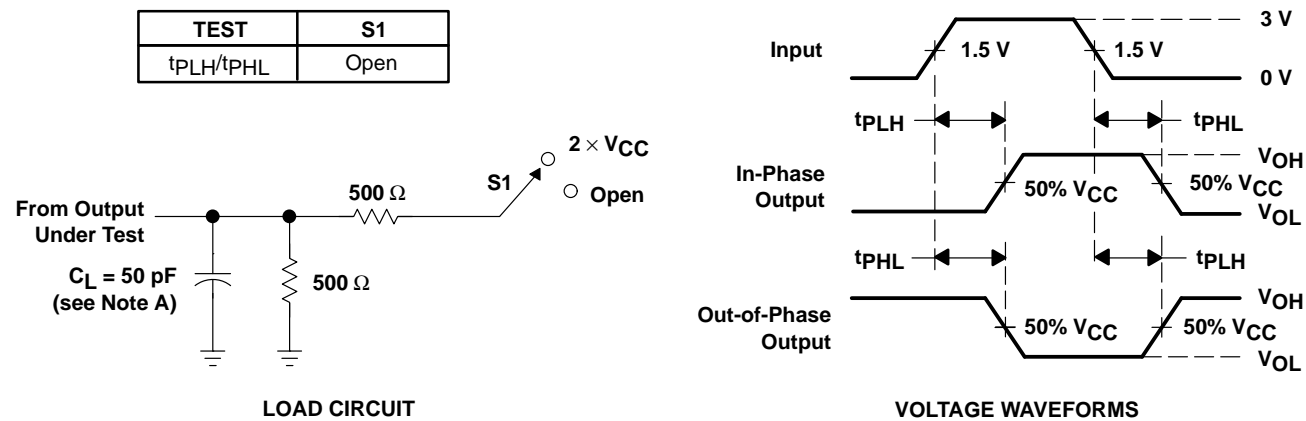 TEST S1
tPLH/tPHL Open
2 × VCC
S1
Open
500 Ω
From Output
Under Test
CL = 50 pF
(see Note A)
500 Ω
LOAD CIRCUIT
3 V
Input
1.5 V
1.5 V
0 V
tPLH
tPHL
VOH
In-Phase
Output
50% VCC
50% VCC
VOL
tPHL
tPLH
VOH
Out-of-Phase
Output
50% VCC
50% VCC
VOL
VOLTAGE WAVEFORMS